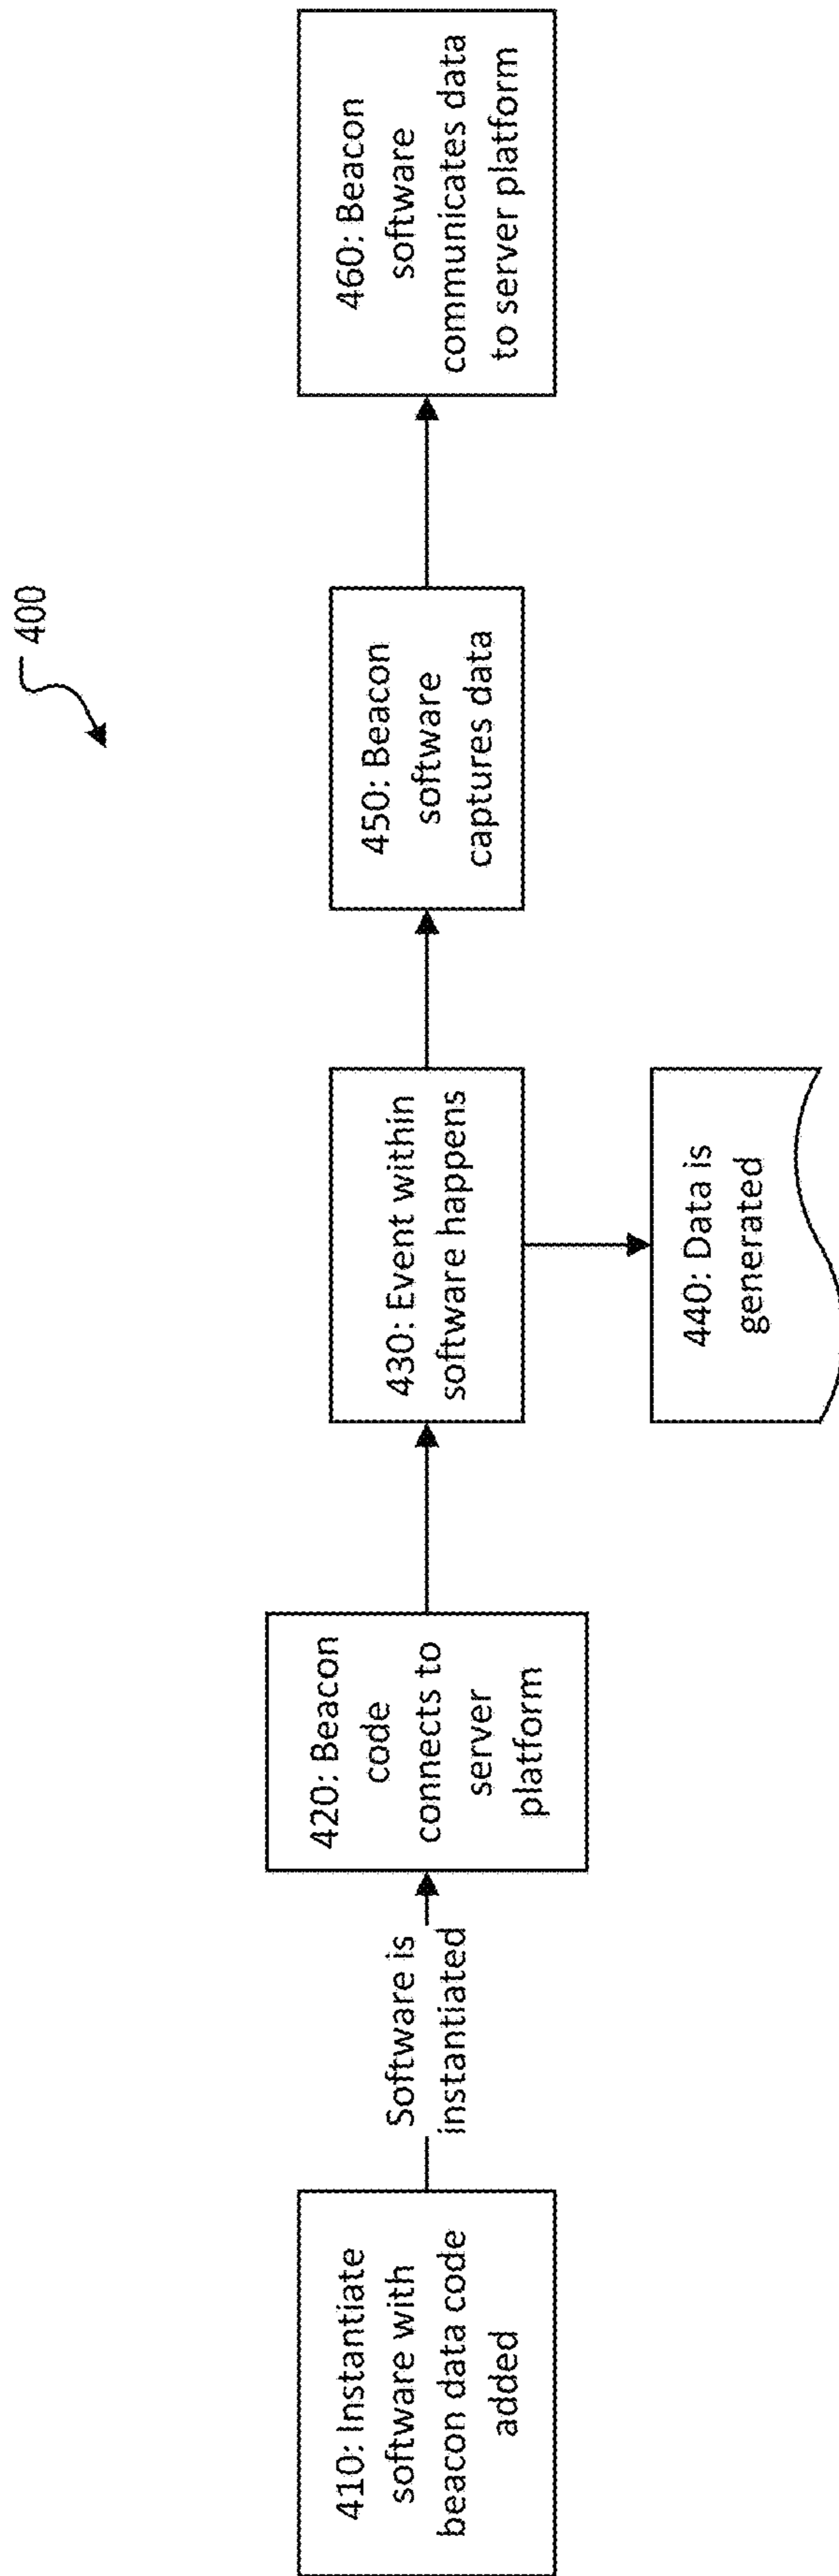 400
410: Instantiate
software with
beacon data code
added
Software is
instantiated
420: Beacon
code
connects to
server
platform
430: Event within
software happens
440: Data is
generated
450: Beacon
software
captures data
460: Beacon
software
communicates data
to server platform